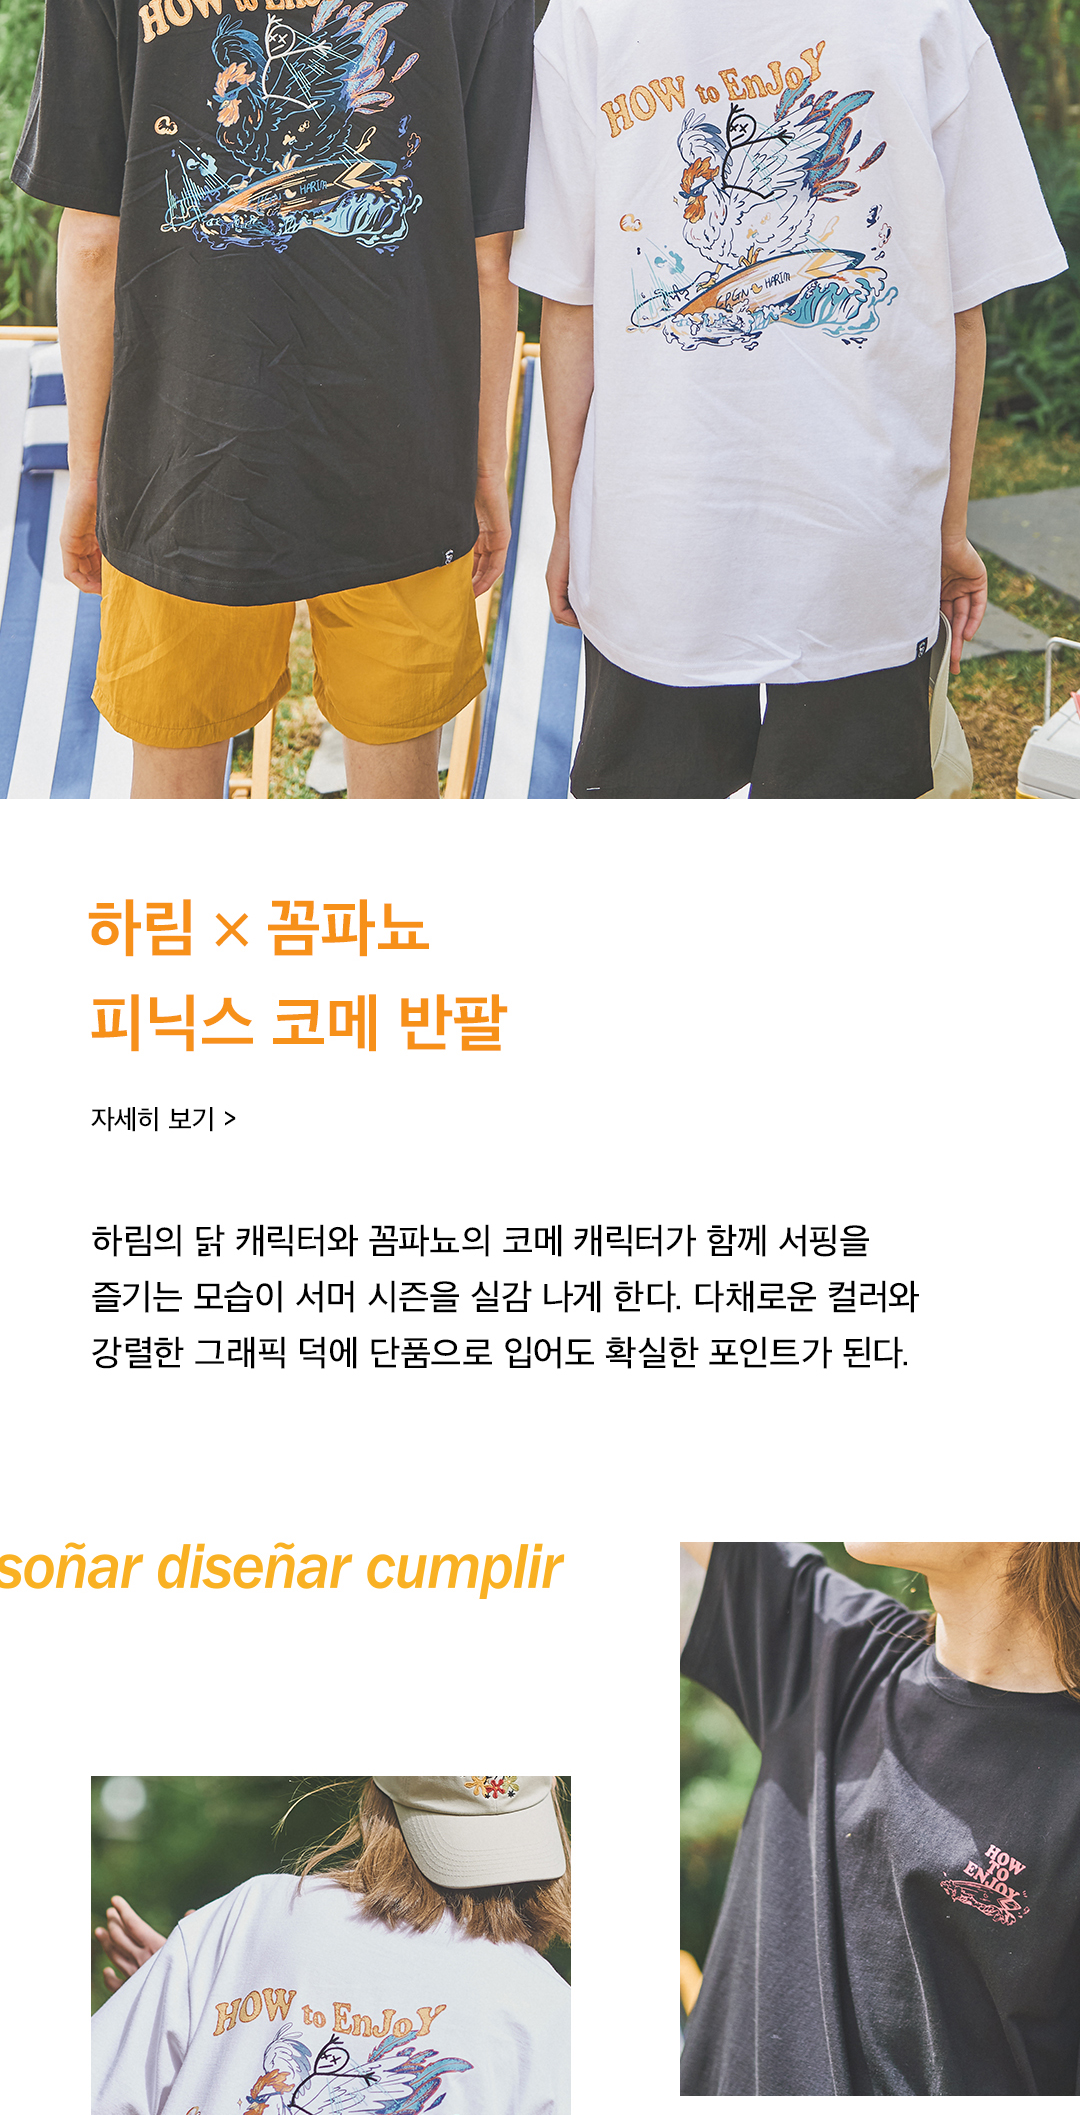 HOW to EnJoY
HARIM
HOW to EnJoY
GPGN HARIM
하림 × 꼼파뇨
피닉스 코메 반팔
자세히 보기 >
하림의 닭 캐릭터와 꼼파뇨의 코메 캐릭터가 함께 서핑을
즐기는 모습이 서머 시즌을 실감 나게 한다. 다채로운 컬러와
강렬한 그래픽 덕에 단품으로 입어도 확실한 포인트가 된다.
soñar diseñar cumplir
HOW
TO
ENJOY
HOW to EnJoY